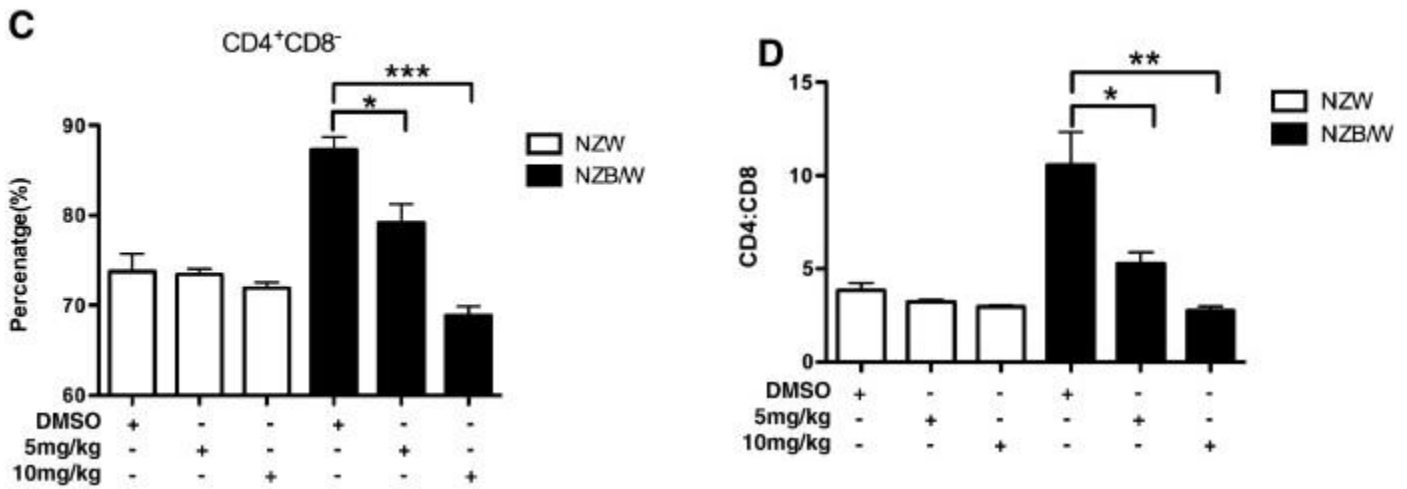 C
CD4⁺CD8⁻
***
*
90
80
70
60
Percenatge(%)
NZW
NZB/W
DMSO + - - + - -
5mg/kg - + - - + -
10mg/kg - - + - - +
D
**
*
15
10
5
0
CD4:CD8
NZW
NZB/W
DMSO + - - + - -
5mg/kg - + - - + -
10mg/kg - - + - - +